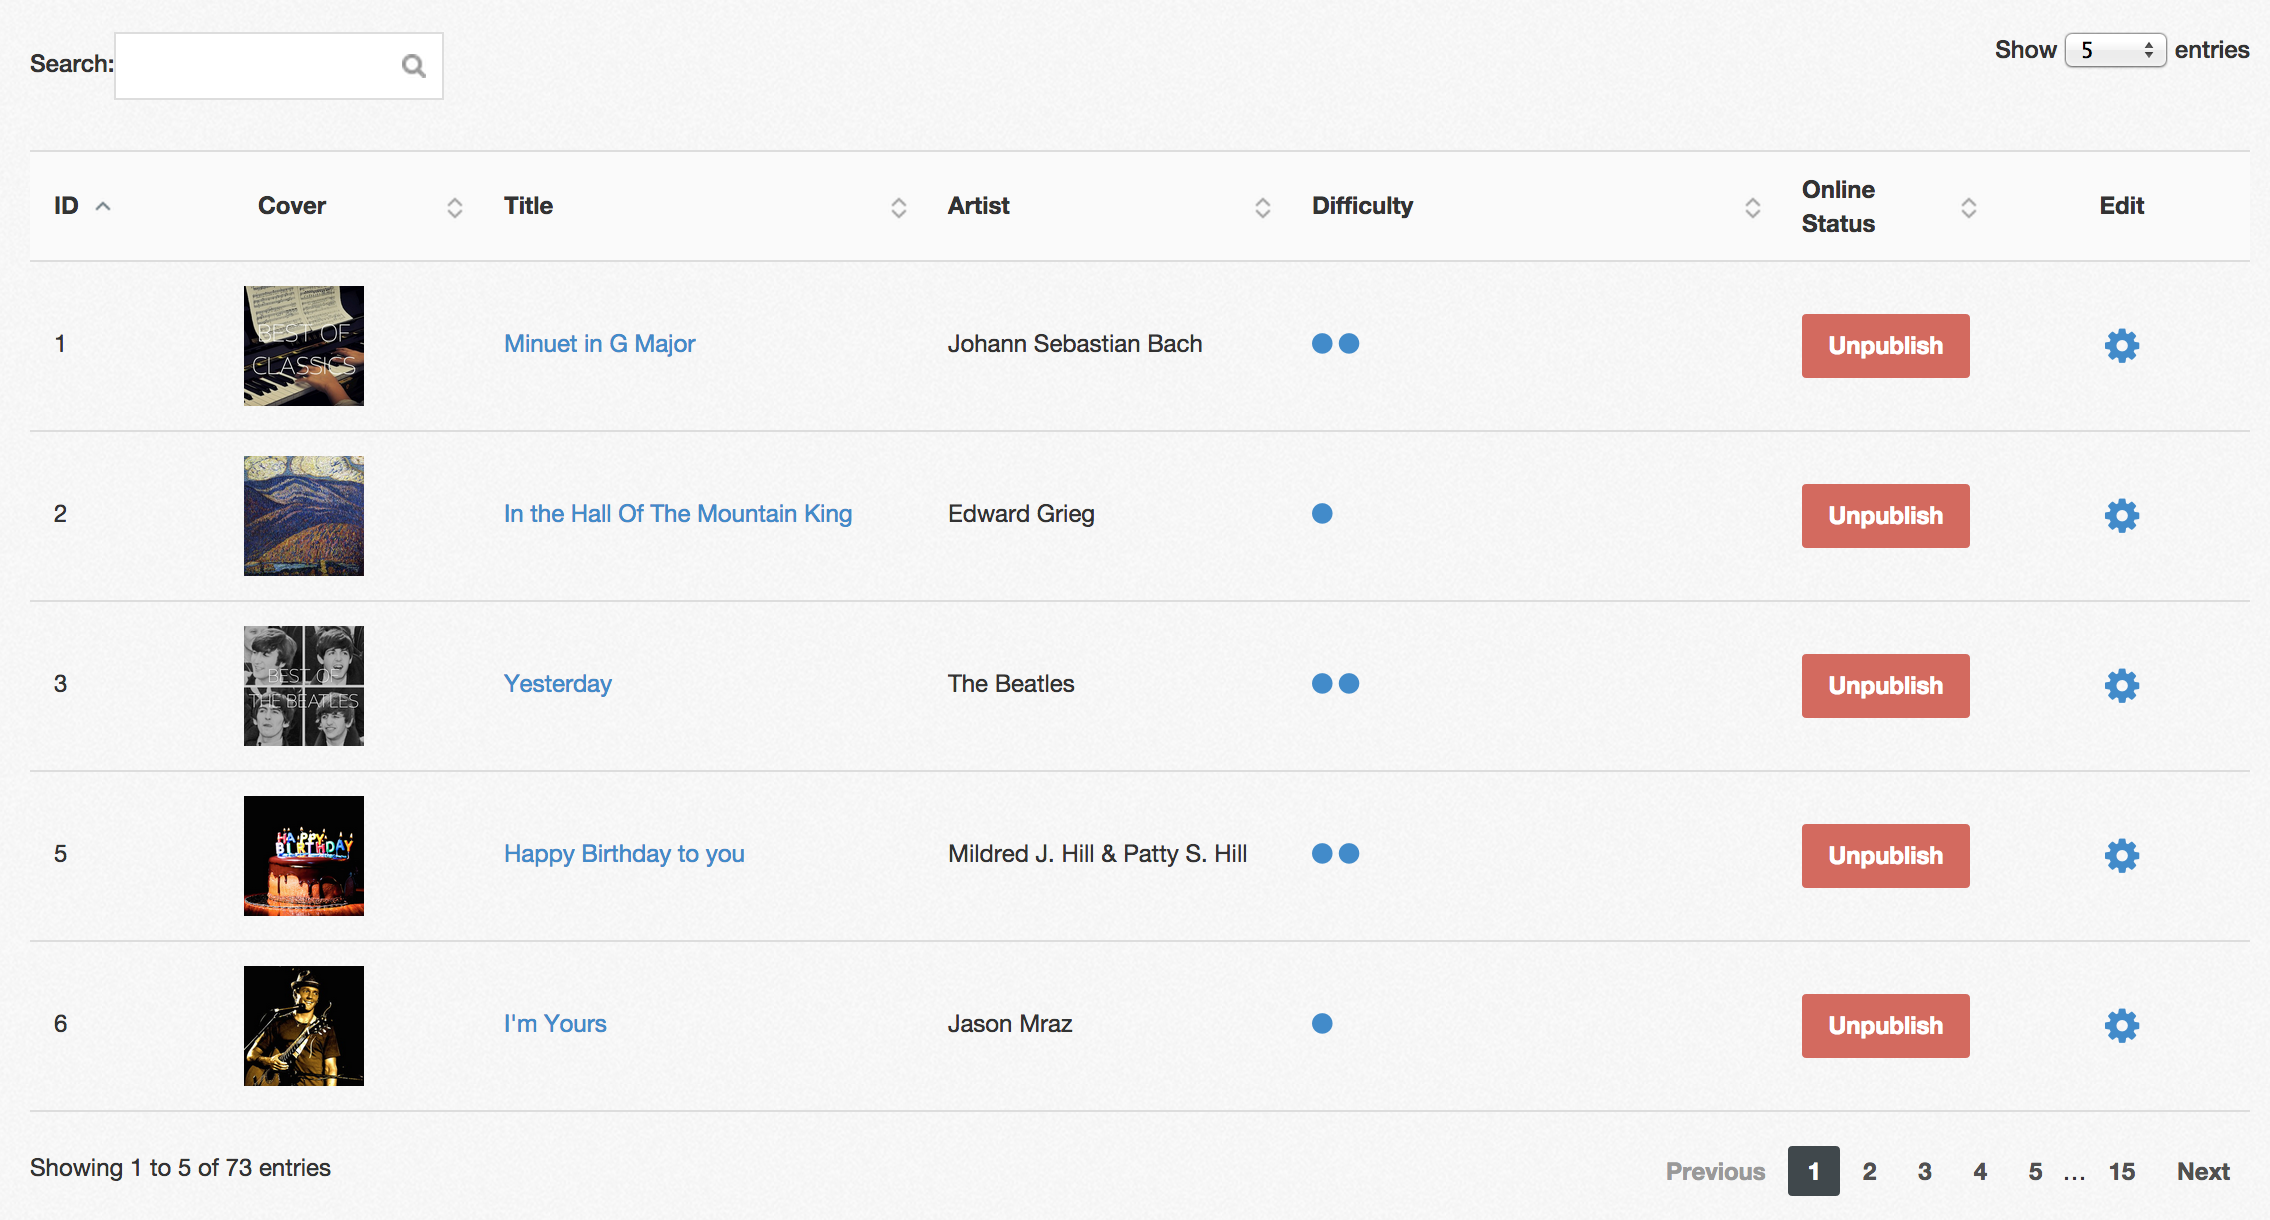 Search:
Show 5 entries
ID Cover Title Artist Difficulty Online Status Edit
1 BEST OF CLASSICS Minuet in G Major Johann Sebastian Bach Unpublish
2 In the Hall Of The Mountain King Edward Grieg Unpublish
3 BEST OF THE BEATLES Yesterday The Beatles Unpublish
5 HAPPY BIRTHDAY Happy Birthday to you Mildred J. Hill & Patty S. Hill Unpublish
6 I'm Yours Jason Mraz Unpublish
Showing 1 to 5 of 73 entries
Previous 1 2 3 4 5 ... 15 Next